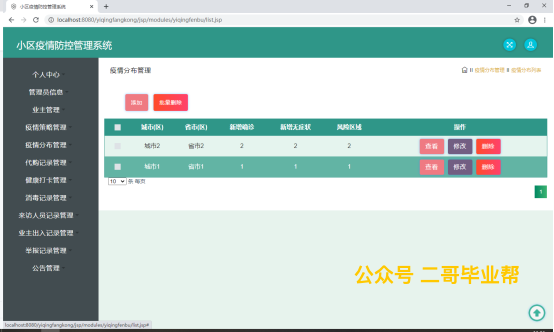 小区疫情防控管理系统
localhost:8080/yiqingfangkong/jsp/modules/yiqingfenbu/list.jsp
小区疫情防控管理系统
个人中心
管理员信息
业主管理
疫情策略管理
疫情分布管理
代购记录管理
健康打卡管理
消毒记录管理
来访人员记录管理
业主出入记录管理
举报记录管理
公告管理
疫情分布管理
疫情分布管理 疫情分布列表
添加 批量删除
城市(区) 省市(区) 新增确诊 新增无症状 风险区域 操作
城市2 省市2 2 2 2 查看 修改 删除
城市1 省市1 1 1 1 查看 修改 删除
10 条 每页
1
公众号 二哥毕业帮
localhost:8080/yiqingfangkong/jsp/modules/yiqingfenbu/list.jsp#